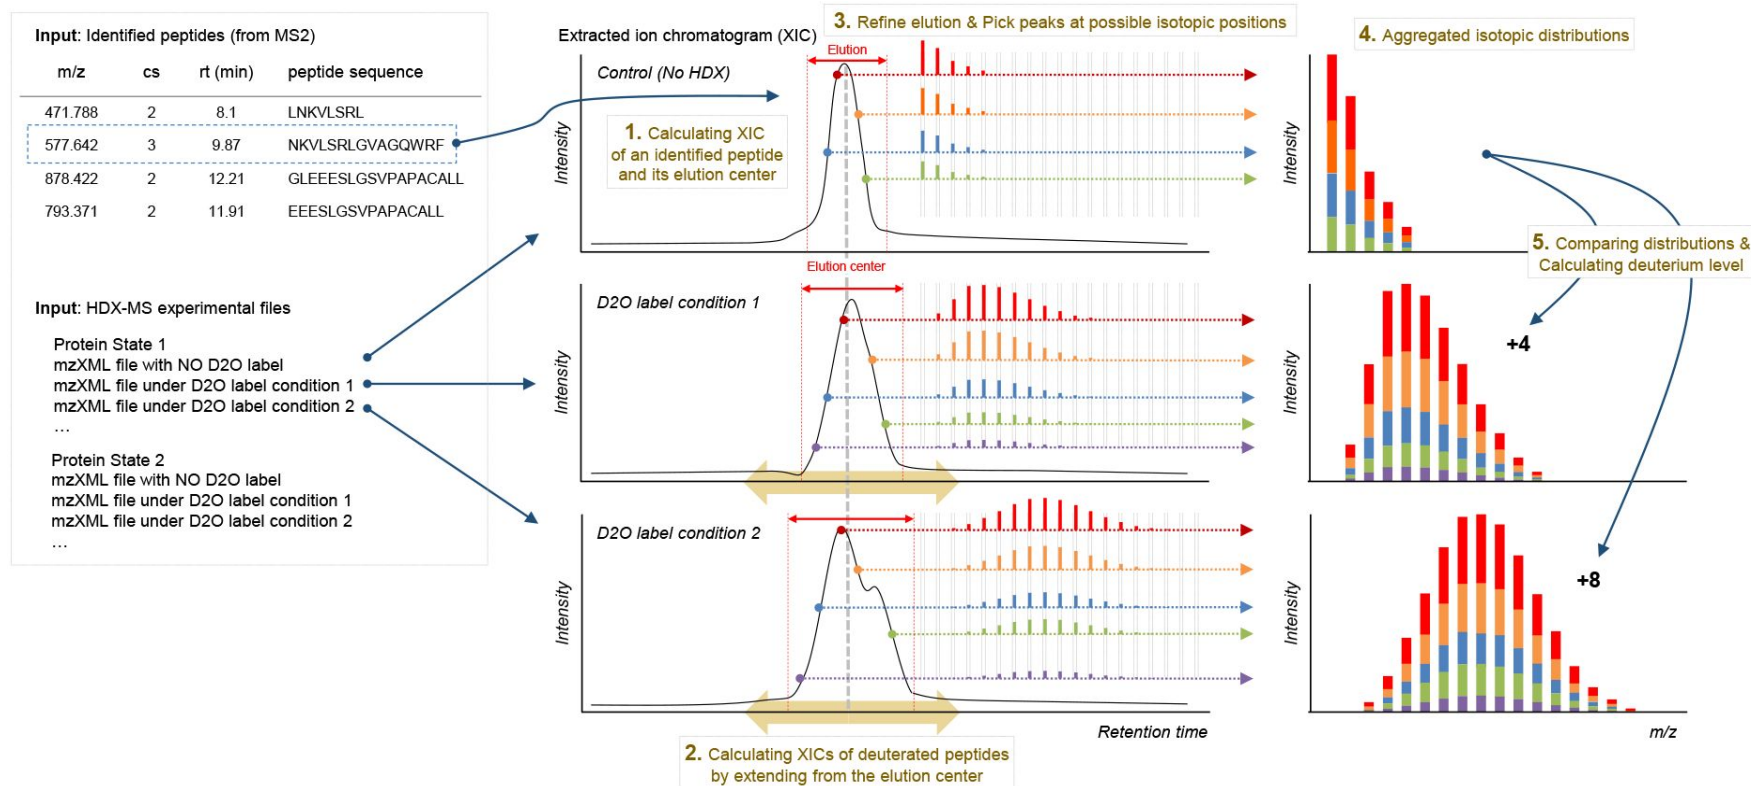 Input: Identified peptides (from MS2)
m/z cs rt (min) peptide sequence
471.788 2 8.1 LNKVLSRL
577.642 3 9.87 NKVLSRLGVAGQWRF
878.422 2 12.21 GLEEESLGSVPAPACALL
793.371 2 11.91 EEESLGSVPAPACALL
Input: HDX-MS experimental files
Protein State 1
mzXML file with NO D2O label
mzXML file under D2O label condition 1
mzXML file under D2O label condition 2
...
Protein State 2
mzXML file with NO D2O label
mzXML file under D2O label condition 1
mzXML file under D2O label condition 2
...
Extracted ion chromatogram (XIC)
3. Refine elution & Pick peaks at possible isotopic positions
Elution
Control (No HDX)
Intensity
1. Calculating XIC
of an identified peptide
and its elution center
Elution center
D2O label condition 1
Intensity
D2O label condition 2
Intensity
Retention time
2. Calculating XICs of deuterated peptides
by extending from the elution center
4. Aggregated isotopic distributions
Intensity
5. Comparing distributions &
Calculating deuterium level
Intensity
+4
Intensity
+8
m/z